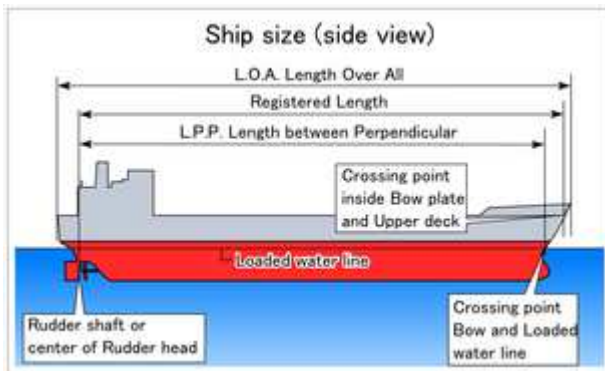 Ship size (side view)
L.O.A. Length Over All
Registered Length
L.P.P. Length between Perpendicular
Crossing point
inside Bow plate
and Upper deck
Loaded water line
Rudder shaft or
center of Rudder head
Crossing point
Bow and Loaded
water line